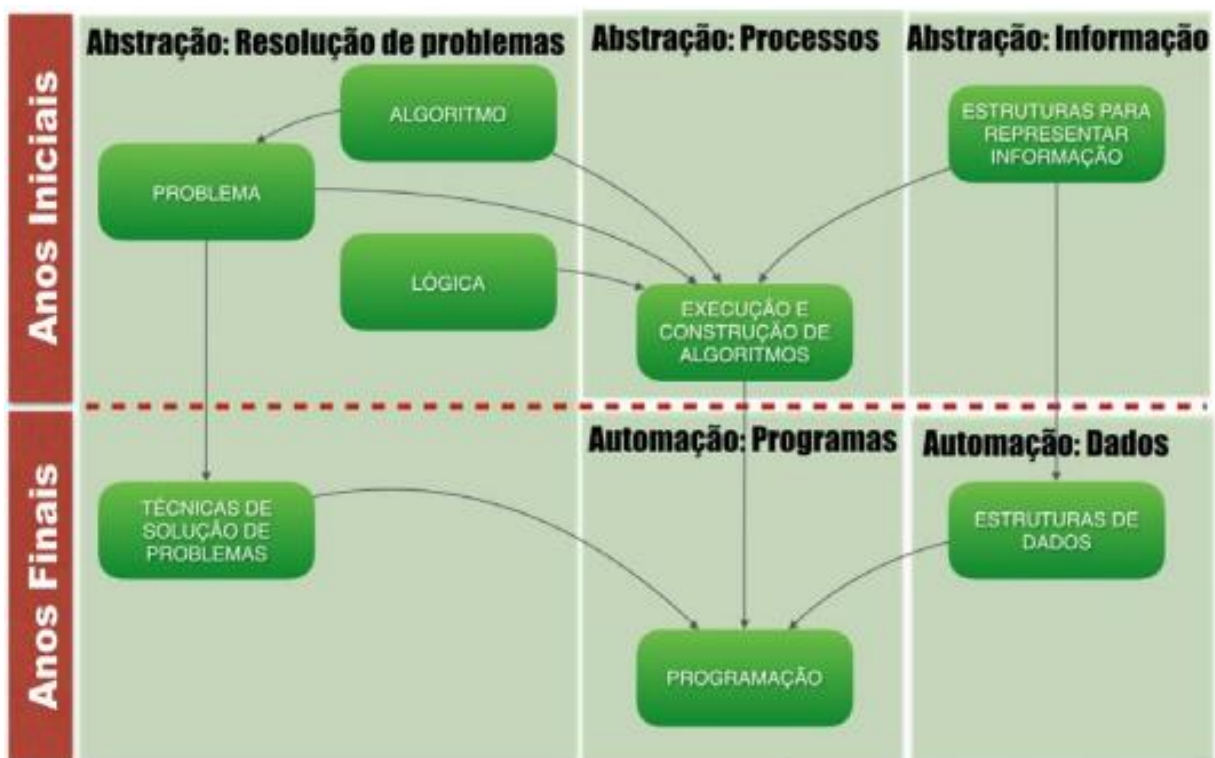 Anos Iniciais
Abstração: Resolução de problemas
Abstração: Processos
Abstração: Informação
ALGORITMO
PROBLEMA
LÓGICA
EXECUÇÃO E
CONSTRUÇÃO DE
ALGORITMOS
ESTRUTURAS PARA
REPRESENTAR
INFORMAÇÃO
Anos Finais
Automação: Programas
Automação: Dados
TÉCNICAS DE
SOLUÇÃO DE
PROBLEMAS
ESTRUTURAS DE
DADOS
PROGRAMAÇÃO